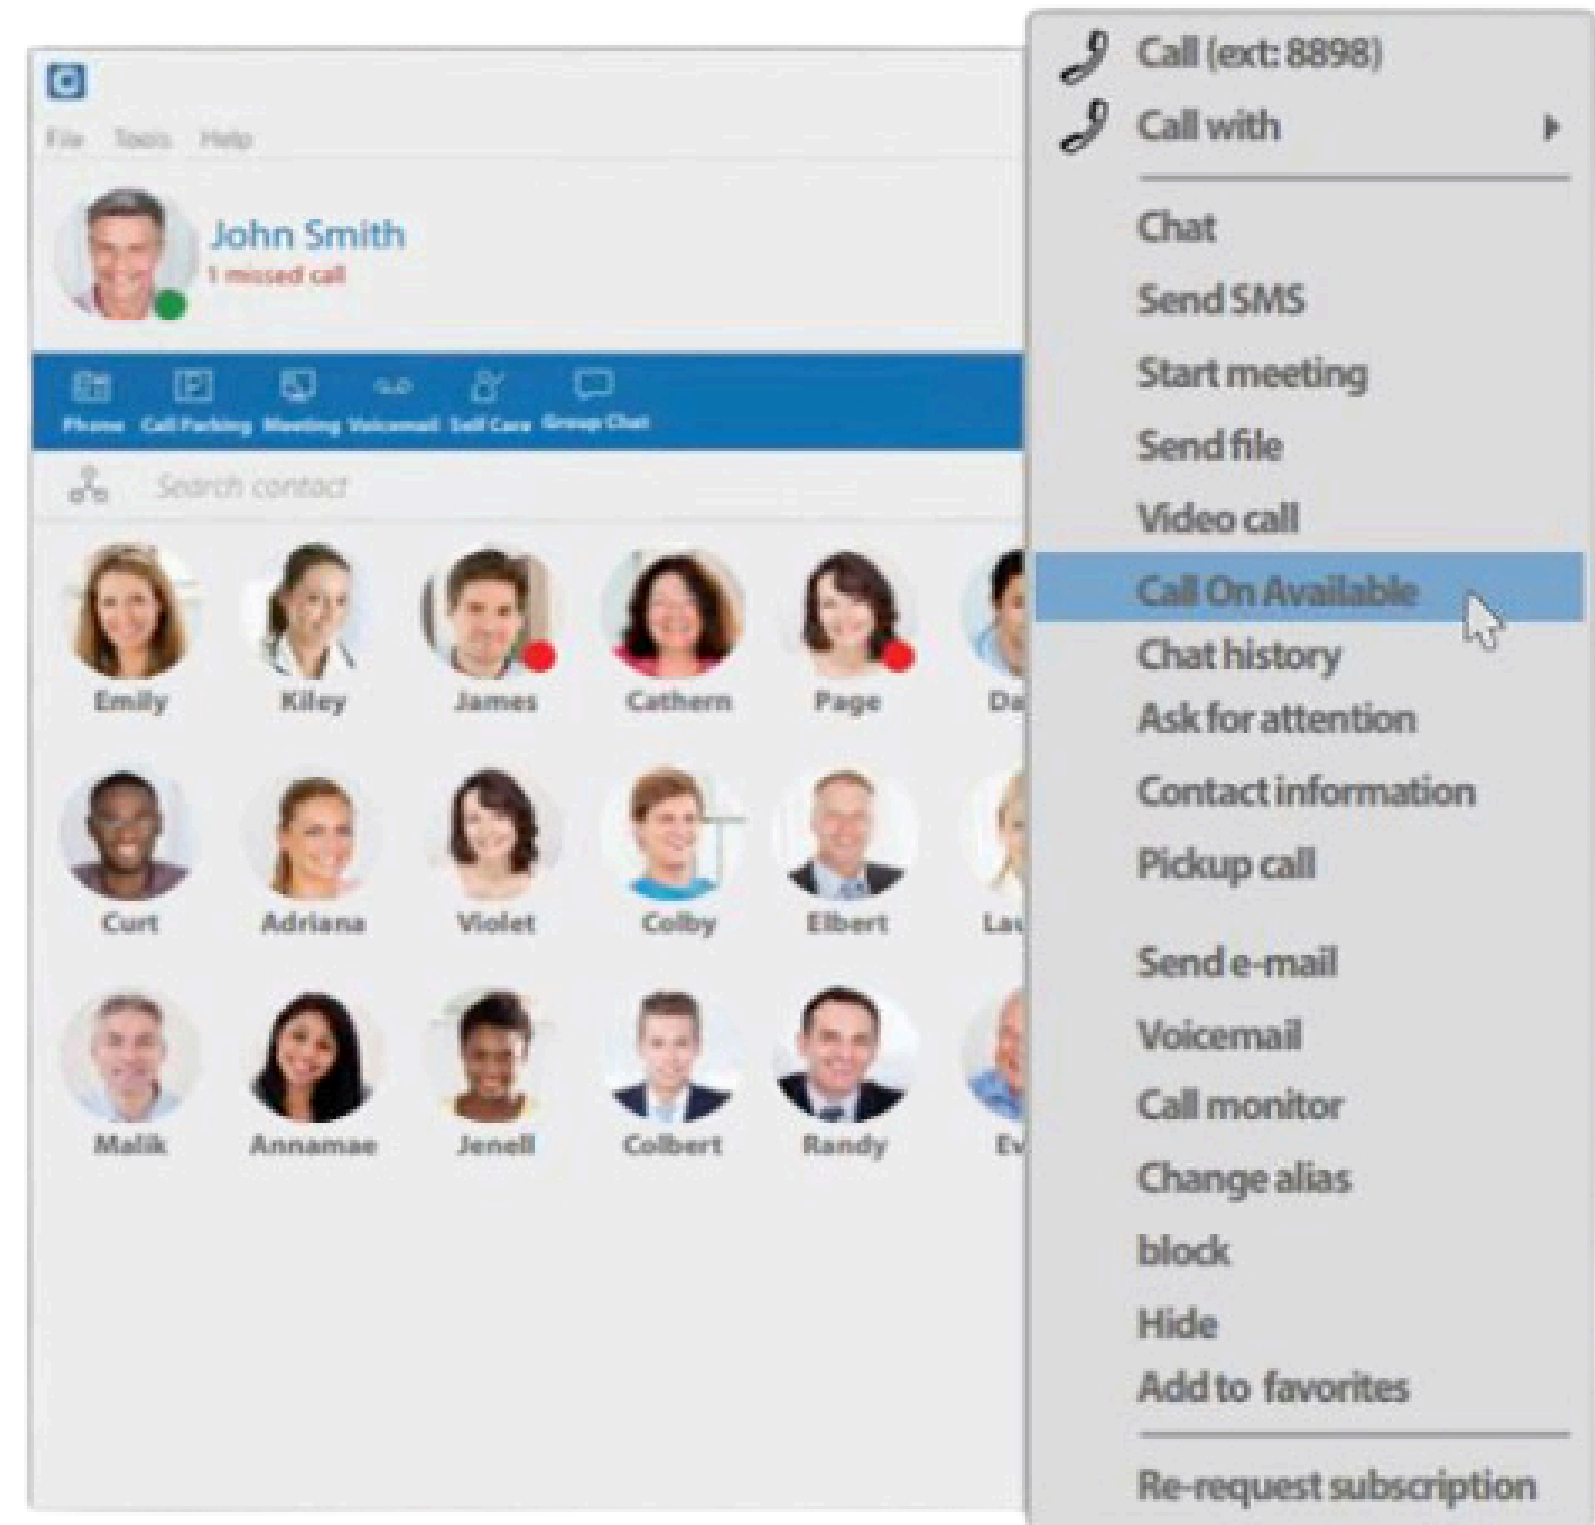 File Tools Help
John Smith
1 missed call
Phone Call Parking Meeting Voicemail Self Care Group Chat
Search contact
Emily Kiley James Cathern Page Da
Curt Adriana Violet Colby Elbert Lav
Malik Annamae Jenell Colbert Randy Ev
Call (ext: 8898)
Call with
Chat
Send SMS
Start meeting
Send file
Video call
Call On Available
Chat history
Ask for attention
Contact information
Pickup call
Send e-mail
Voicemail
Call monitor
Change alias
block
Hide
Add to favorites
Re-request subscription